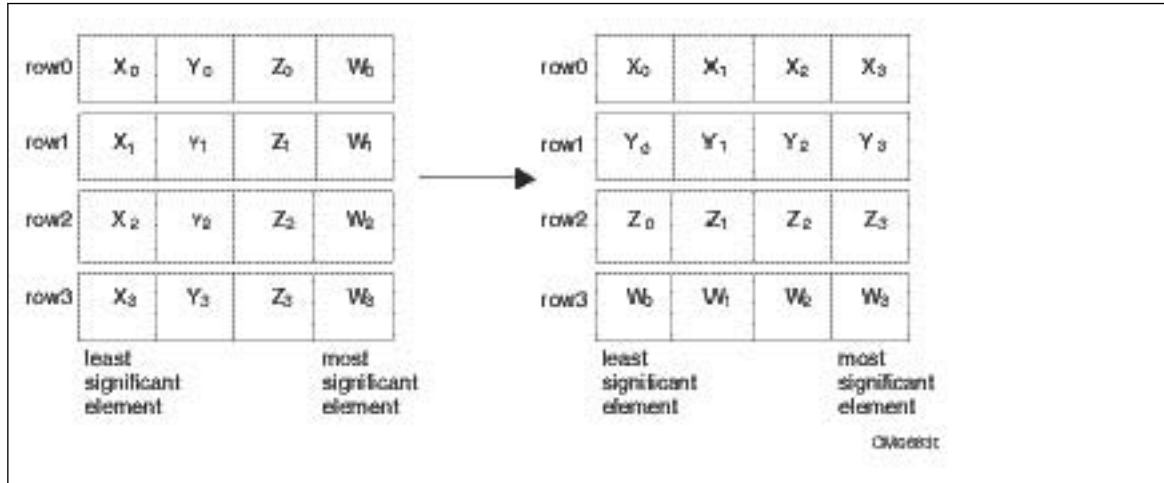 row0 X₀ Y₀ Z₀ W₀
row1 X₁ Y₁ Z₁ W₁
row2 X₂ Y₂ Z₂ W₂
row3 X₃ Y₃ Z₃ W₃
least
significant
element
most
significant
element
row0 X₀ X₁ X₂ X₃
row1 Y₀ Y₁ Y₂ Y₃
row2 Z₀ Z₁ Z₂ Z₃
row3 W₀ W₁ W₂ W₃
least
significant
element
most
significant
element